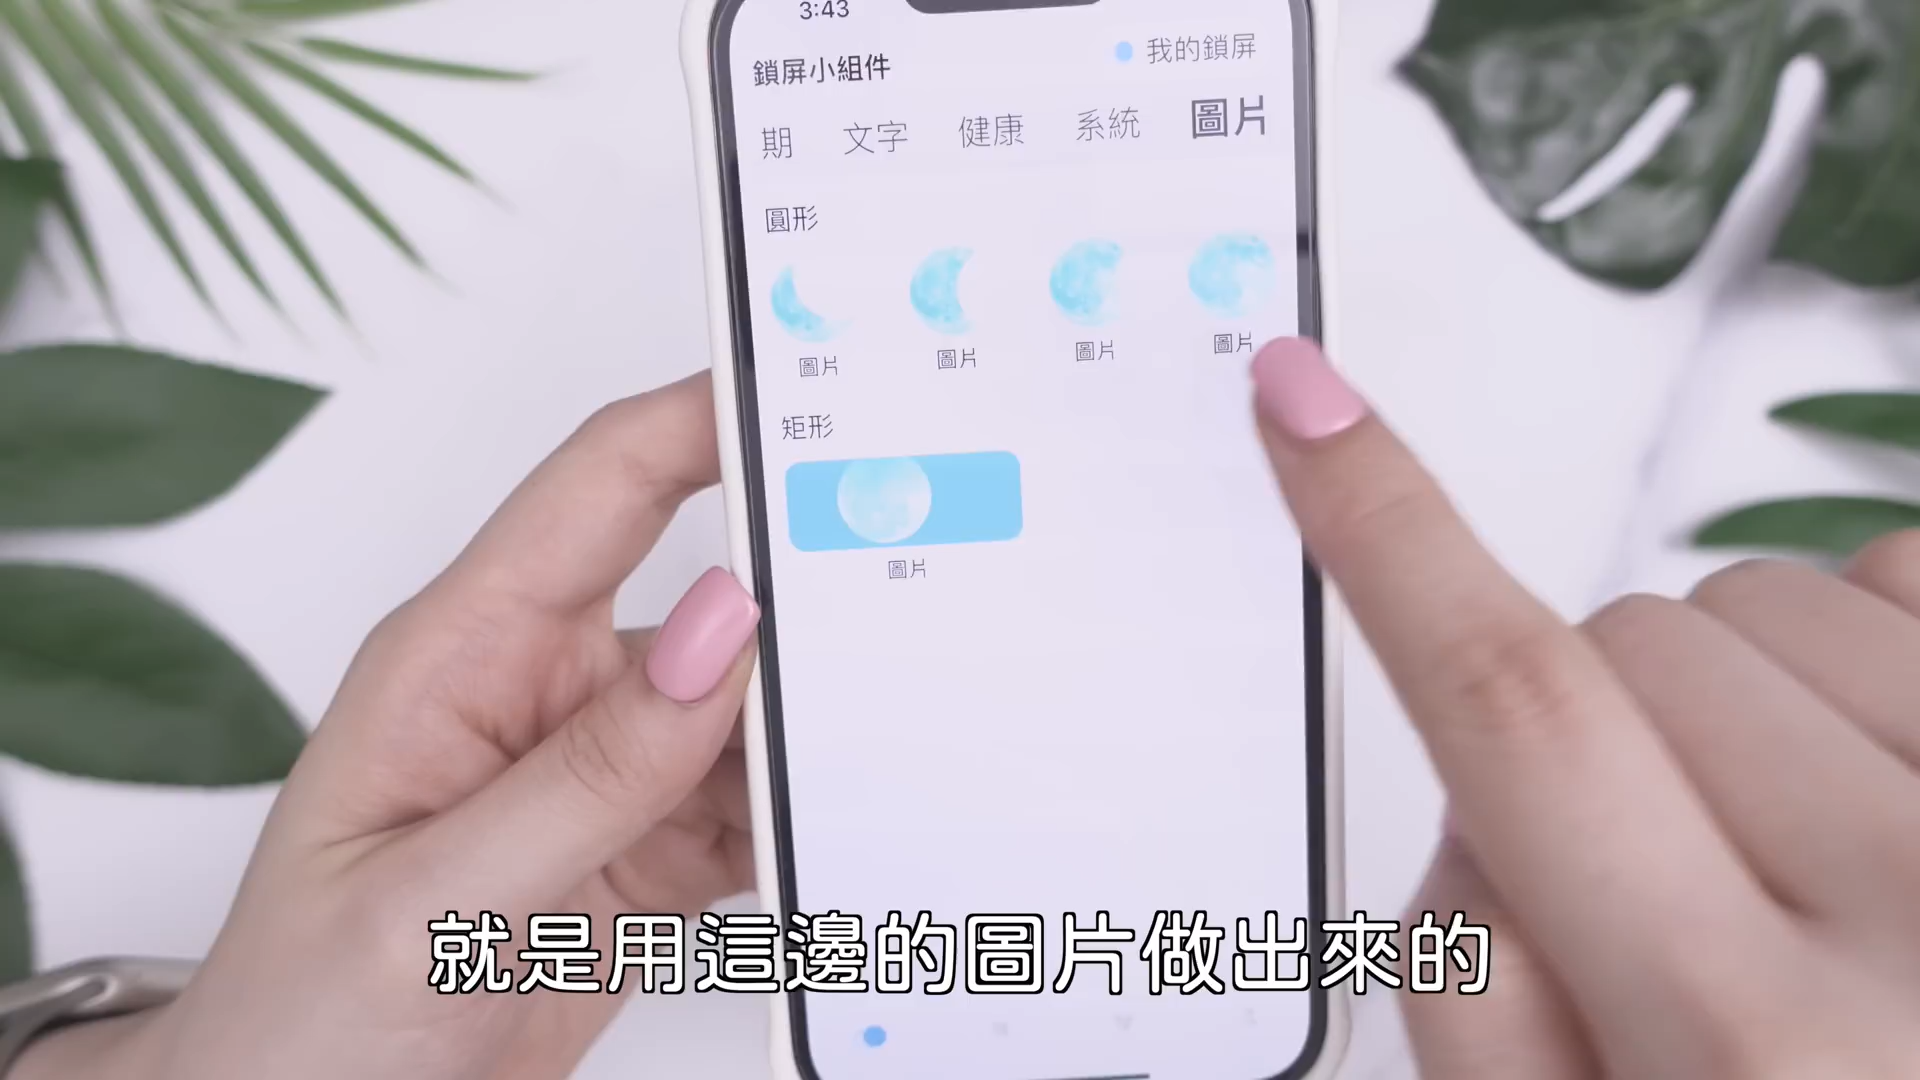 3:43
鎖屏小組件
我的鎖屏
期 文字 健康 系統 圖片
圓形
圖片 圖片 圖片 圖片
矩形
圖片
就是用這邊的圖片做出來的